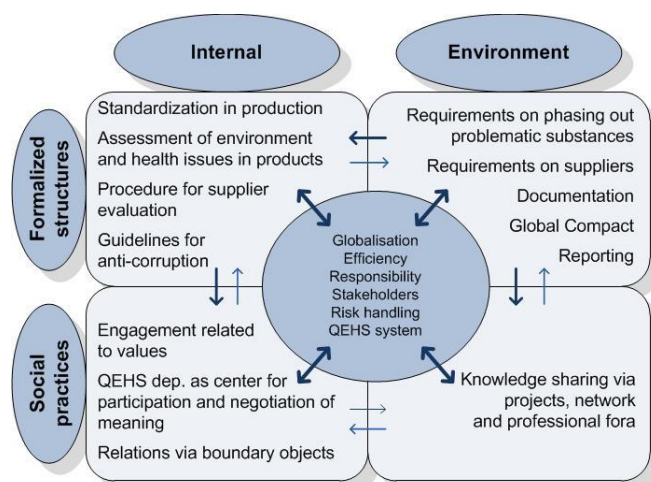 Internal
Environment
Formalized
structures
Standardization in production
Assessment of environment
and health issues in products
Procedure for supplier
evaluation
Guidelines for
anti-corruption
Requirements on phasing out
problematic substances
Requirements on suppliers
Documentation
Global Compact
Reporting
Globalisation
Efficiency
Responsibility
Stakeholders
Risk handling
QEHS system
Social
practices
Engagement related
to values
QEHS dep. as center for
participation and negotiation of
meaning
Relations via boundary objects
Knowledge sharing via
projects, network
and professional fora